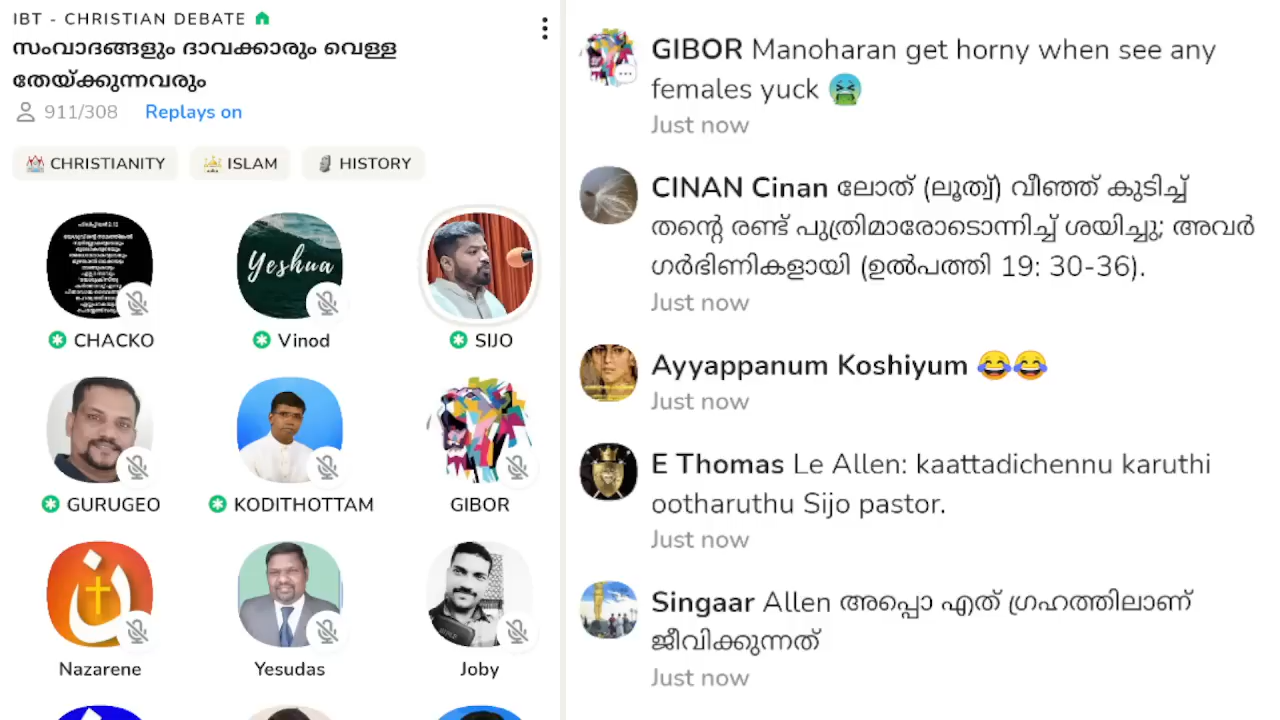 IBT - CHRISTIAN DEBATE
സംവാദങ്ങളും ദാവക്കാരും വെള്ള
തേയ്ക്കുന്നവരും
911/308 Replays on
CHRISTIANITY ISLAM HISTORY
Yeshua
CHACKO Vinod SIJO
GURUGEO KODITHOTTAM GIBOR
Nazarene Yesudas Joby
GIBOR Manoharan get horny when see any
females yuck 🤮
Just now
CINAN Cinan ലോത് (ലൂത്വ്) വീഞ്ഞ് കുടിച്ച്
തന്റെ രണ്ട് പുത്രിമാരോടൊന്നിച്ച് ശയിച്ചു; അവർ
ഗർഭിണികളായി (ഉൽപത്തി 19: 30-36).
Just now
Ayyappanum Koshiyum 😂😂
Just now
E Thomas Le Allen: kaattadichennu karuthi
ootharuthu Sijo pastor.
Just now
Singaar Allen അപ്പൊ എത് ഗ്രഹത്തിലാണ്
ജീവിക്കുന്നത്
Just now